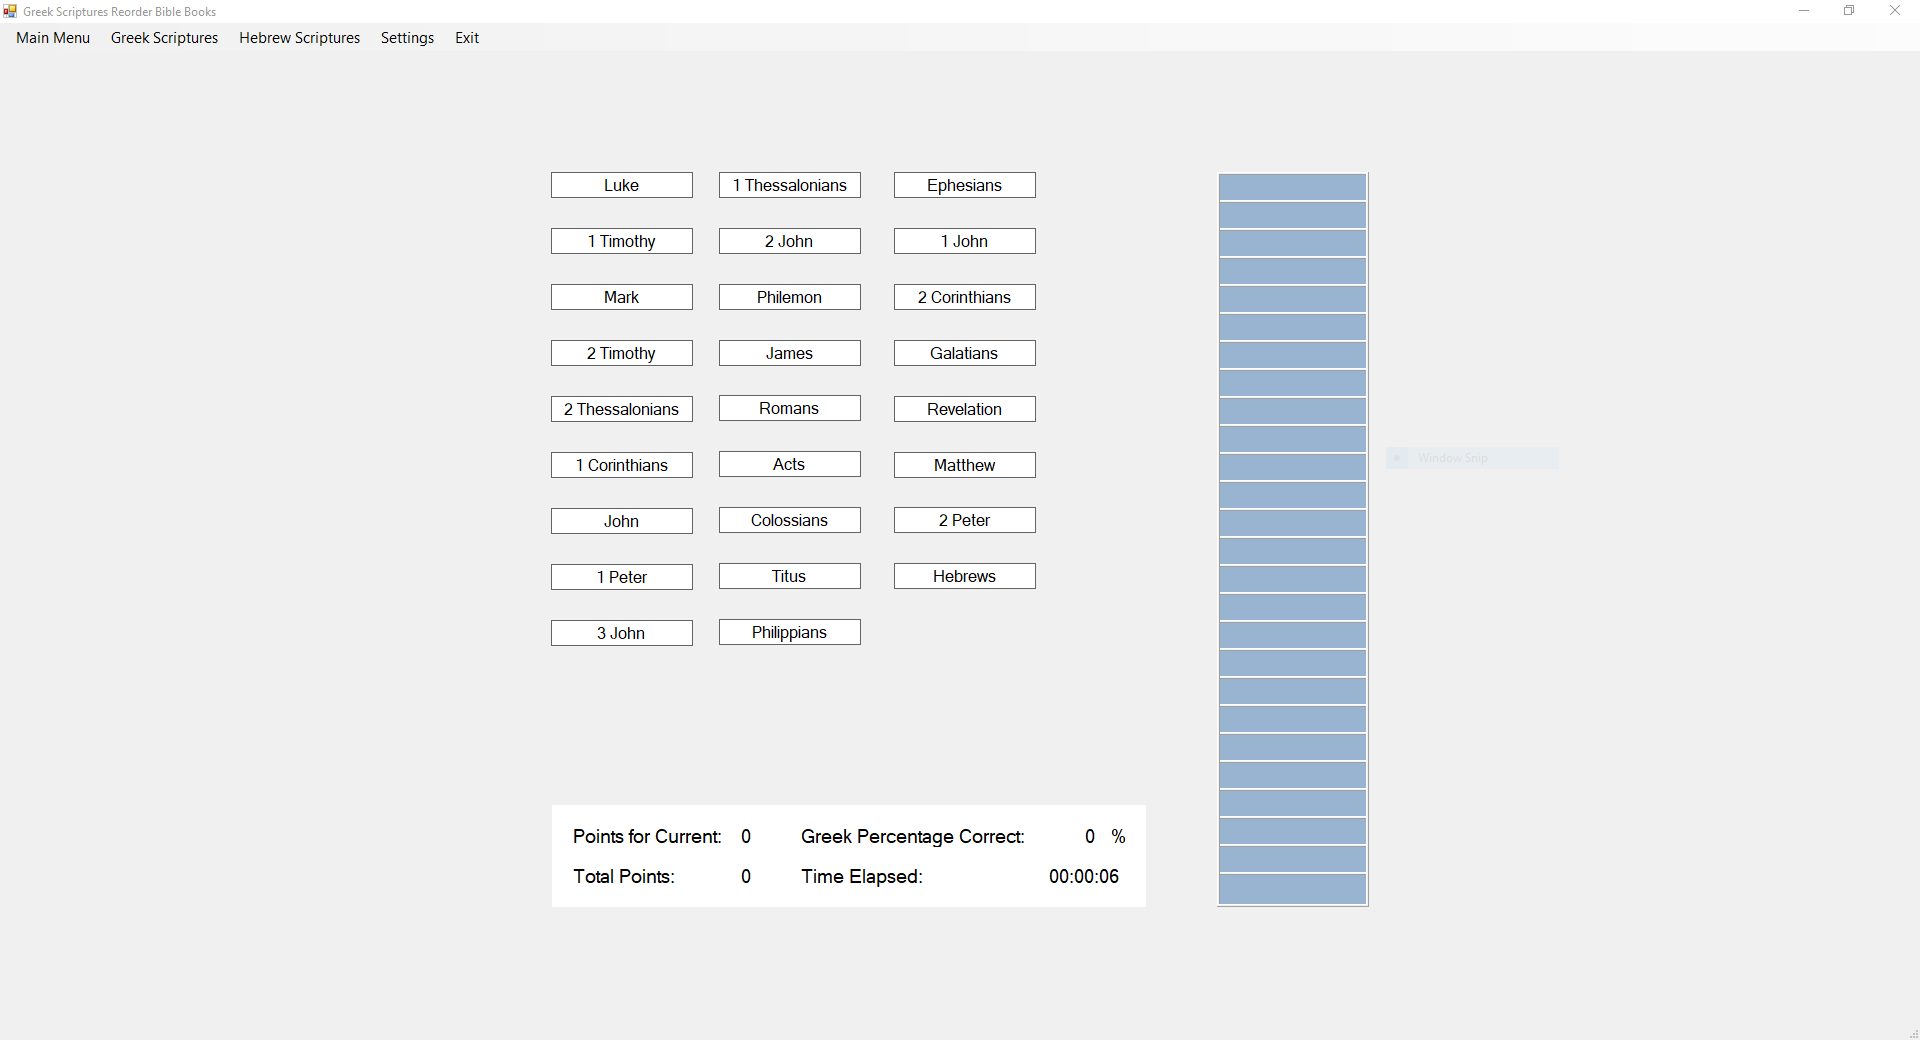 Greek Scriptures Reorder Bible Books
Main Menu Greek Scriptures Hebrew Scriptures Settings Exit
Luke 1 Thessalonians Ephesians
1 Timothy 2 John 1 John
Mark Philemon 2 Corinthians
2 Timothy James Galatians
2 Thessalonians Romans Revelation
1 Corinthians Acts Matthew
Window Snip
John Colossians 2 Peter
1 Peter Titus Hebrews
3 John Philippians
Points for Current: 0 Greek Percentage Correct: 0 %
Total Points: 0 Time Elapsed: 00:00:06